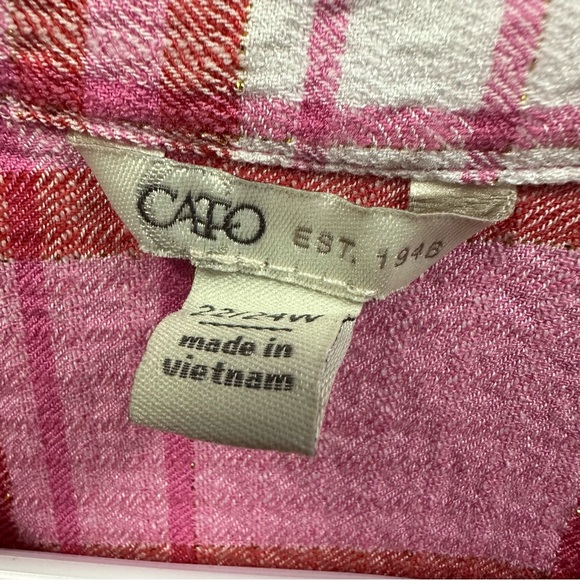 CATO EST. 1946
22/24W
made in
vietnam